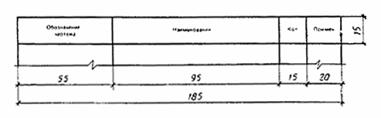 Обозначение
чертежа
Наименование
Кол
Примеч
15
55
95
15
20
185